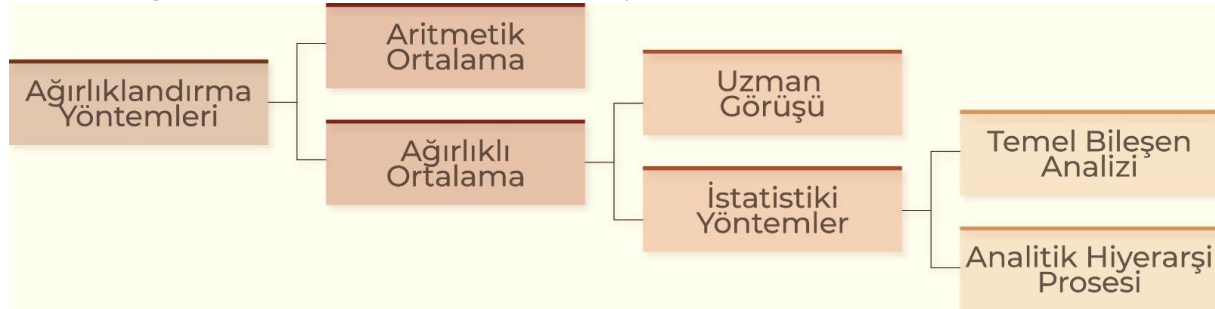 Ağırlıklandırma
Yöntemleri
Aritmetik
Ortalama
Ağırlıklı
Ortalama
Uzman
Görüşü
İstatistiki
Yöntemler
Temel Bileşen
Analizi
Analitik Hiyerarşi
Prosesi